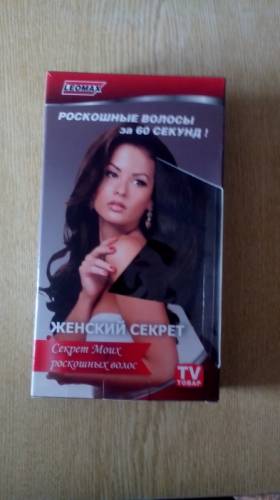 LEOMAX
РОСКОШНЫЕ ВОЛОСЫ
за 60 СЕКУНД !
ЖЕНСКИЙ СЕКРЕТ
Секрет Моих
роскошных волос
TV
ТОВАР